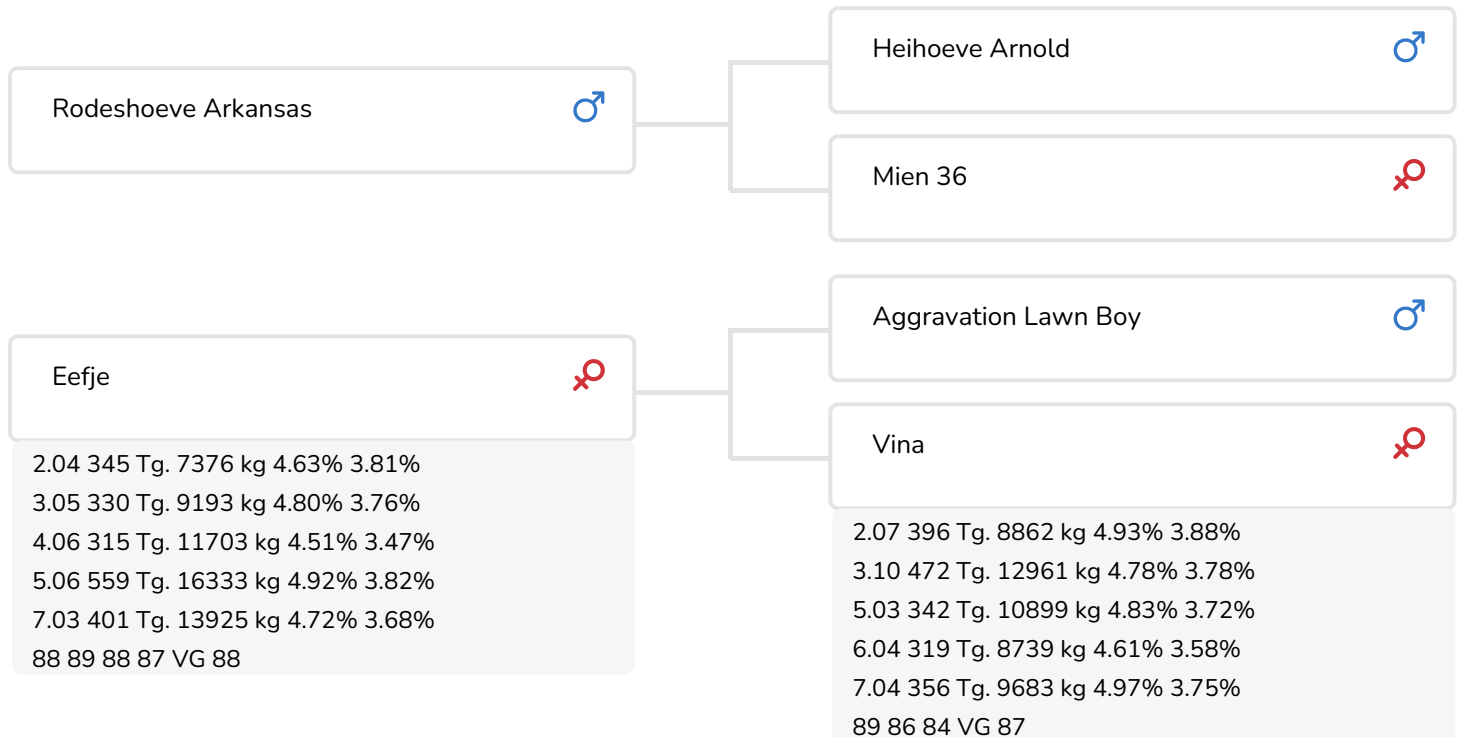 Rodeshoeve Arkansas
Heihoeve Arnold
Mien 36
Eefje
2.04 345 Tg. 7376 kg 4.63% 3.81%
3.05 330 Tg. 9193 kg 4.80% 3.76%
4.06 315 Tg. 11703 kg 4.51% 3.47%
5.06 559 Tg. 16333 kg 4.92% 3.82%
7.03 401 Tg. 13925 kg 4.72% 3.68%
88 89 88 87 VG 88
Aggravation Lawn Boy
Vina
2.07 396 Tg. 8862 kg 4.93% 3.88%
3.10 472 Tg. 12961 kg 4.78% 3.78%
5.03 342 Tg. 10899 kg 4.83% 3.72%
6.04 319 Tg. 8739 kg 4.61% 3.58%
7.04 356 Tg. 9683 kg 4.97% 3.75%
89 86 84 VG 87